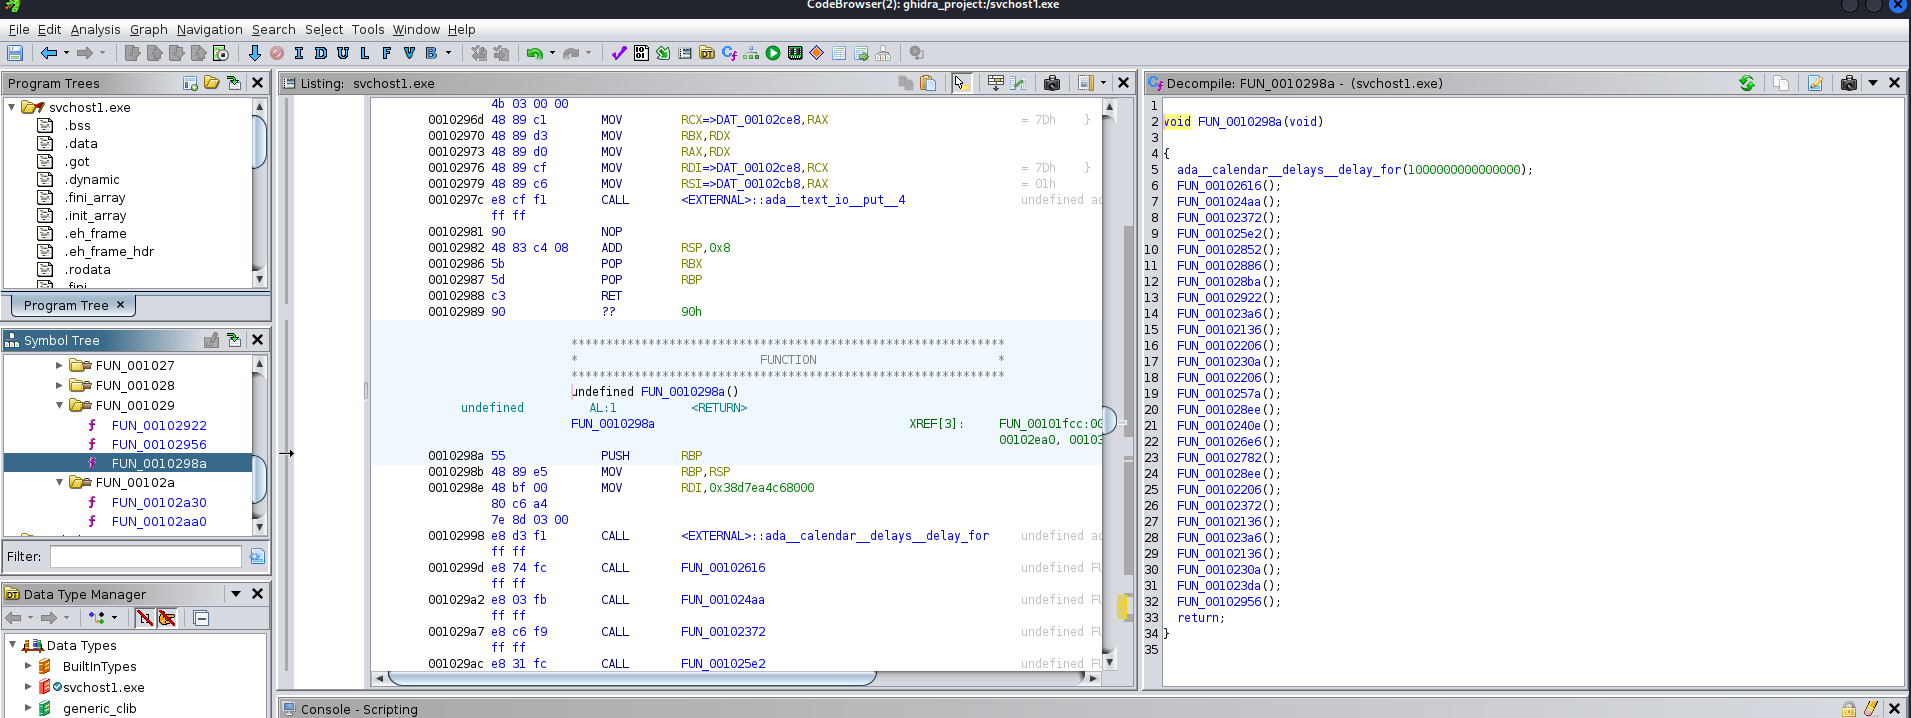 CodeBrowser(2): ghidra_project:/svchost1.exe
File Edit Analysis Graph Navigation Search Select Tools Window Help
I D U L F V B
Program Trees
svchost1.exe
.bss
.data
.got
.dynamic
.fini_array
.init_array
.eh_frame
.eh_frame_hdr
.rodata
Program Tree ×
Symbol Tree
FUN_001027
FUN_001028
FUN_001029
f FUN_00102922
f FUN_00102956
f FUN_0010298a
FUN_00102a
f FUN_00102a30
f FUN_00102aa0
Filter:
Data Type Manager
Data Types
BuiltInTypes
svchost1.exe
generic_clib
Listing: svchost1.exe
4b 03 00 00
0010296d 48 89 c1 MOV RCX=>DAT_00102ce8,RAX = 7Dh }
00102970 48 89 d3 MOV RBX,RDX
00102973 48 89 d0 MOV RAX,RDX
00102976 48 89 cf MOV RDI=>DAT_00102ce8,RCX = 7Dh }
00102979 48 89 c6 MOV RSI=>DAT_00102cb8,RAX = 01h
0010297c e8 cf f1 CALL <EXTERNAL>::ada__text_io__put__4 undefined ad
ff ff
00102981 90 NOP
00102982 48 83 c4 08 ADD RSP,0x8
00102986 5b POP RBX
00102987 5d POP RBP
00102988 c3 RET
00102989 90 ?? 90h
**************************************************************
* FUNCTION *
**************************************************************
undefined FUN_0010298a()
undefined AL:1 <RETURN>
FUN_0010298a XREF[3]: FUN_00101fcc:00
00102ea0, 00103
0010298a 55 PUSH RBP
0010298b 48 89 e5 MOV RBP,RSP
0010298e 48 bf 00 MOV RDI,0x38d7ea4c68000
80 c6 a4
7e 8d 03 00
00102998 e8 d3 f1 CALL <EXTERNAL>::ada__calendar__delays__delay_for undefined ad
ff ff
0010299d e8 74 fc CALL FUN_00102616 undefined FU
ff ff
001029a2 e8 03 fb CALL FUN_001024aa undefined FU
ff ff
001029a7 e8 c6 f9 CALL FUN_00102372 undefined FU
ff ff
001029ac e8 31 fc CALL FUN_001025e2 undefined FU
Decompile: FUN_0010298a - (svchost1.exe)
1
2 void FUN_0010298a(void)
3
4 {
5 ada__calendar__delays__delay_for(1000000000000000);
6 FUN_00102616();
7 FUN_001024aa();
8 FUN_00102372();
9 FUN_001025e2();
10 FUN_00102852();
11 FUN_00102886();
12 FUN_001028ba();
13 FUN_00102922();
14 FUN_001023a6();
15 FUN_00102136();
16 FUN_00102206();
17 FUN_0010230a();
18 FUN_00102206();
19 FUN_0010257a();
20 FUN_001028ee();
21 FUN_0010240e();
22 FUN_001026e6();
23 FUN_00102782();
24 FUN_001028ee();
25 FUN_00102206();
26 FUN_00102372();
27 FUN_00102136();
28 FUN_001023a6();
29 FUN_00102136();
30 FUN_0010230a();
31 FUN_001023da();
32 FUN_00102956();
33 return;
34 }
35
Console - Scripting